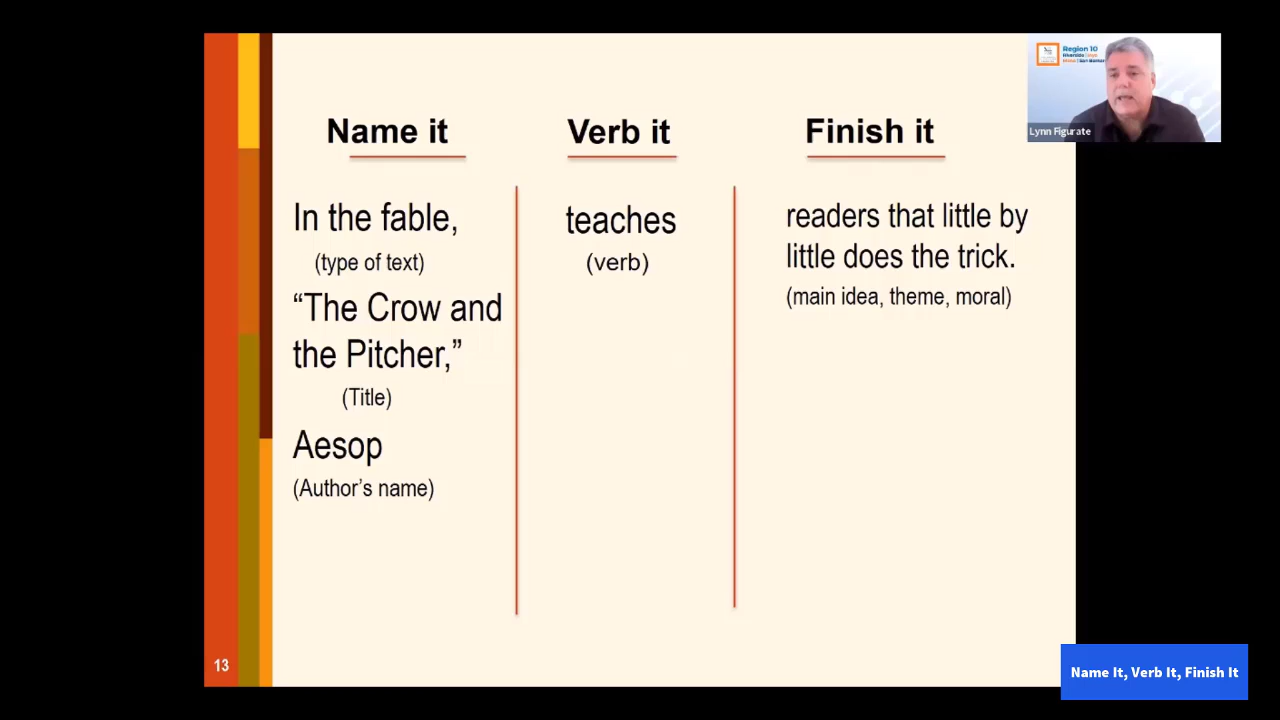 Name it
Verb it
Finish it
In the fable,
(type of text)
“The Crow and
the Pitcher,”
(Title)
Aesop
(Author’s name)
teaches
(verb)
readers that little by
little does the trick.
(main idea, theme, moral)
13
Region 10
Lynn Figurate
Name It, Verb It, Finish It